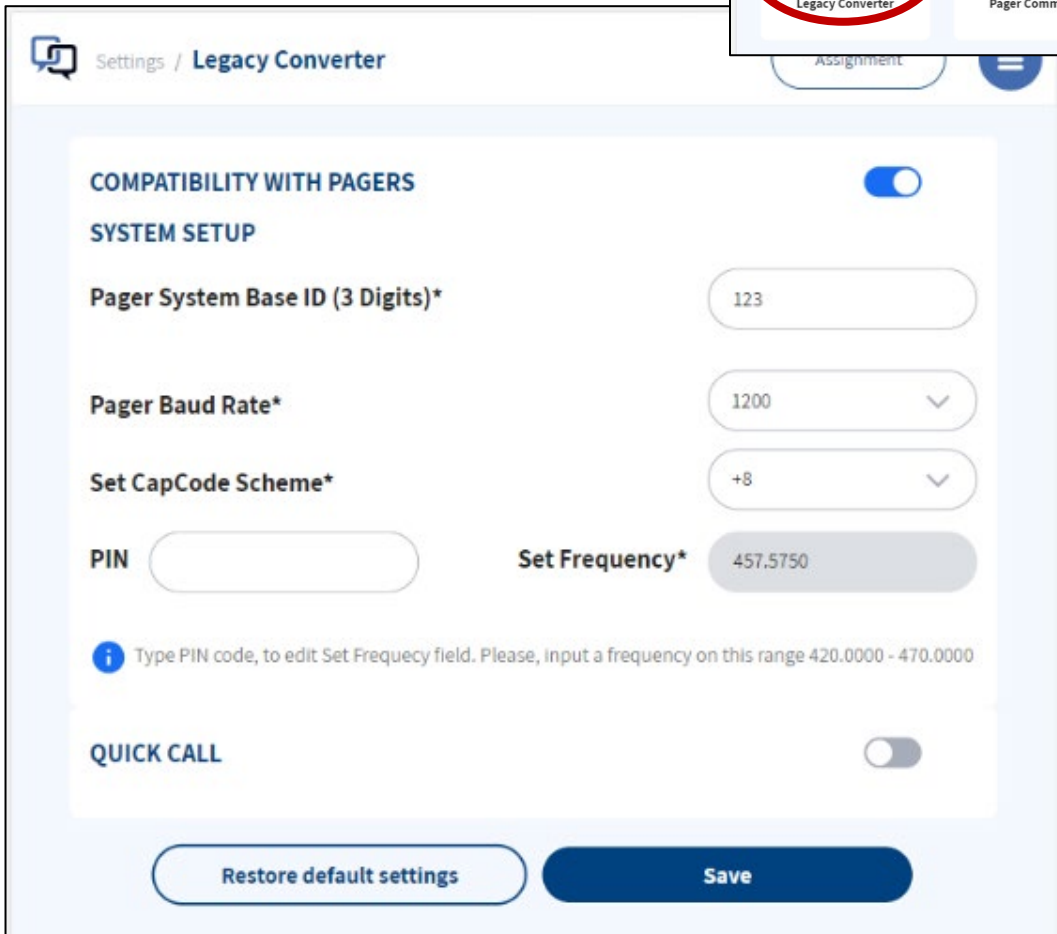 Legacy Converter
Pager Comm
Settings / Legacy Converter
Assignment
COMPATIBILITY WITH PAGERS
SYSTEM SETUP
Pager System Base ID (3 Digits)*
123
Pager Baud Rate*
1200
Set CapCode Scheme*
+8
PIN
Set Frequency*
457.5750
Type PIN code, to edit Set Frequecy field. Please, input a frequency on this range 420.0000 - 470.0000
QUICK CALL
Restore default settings
Save